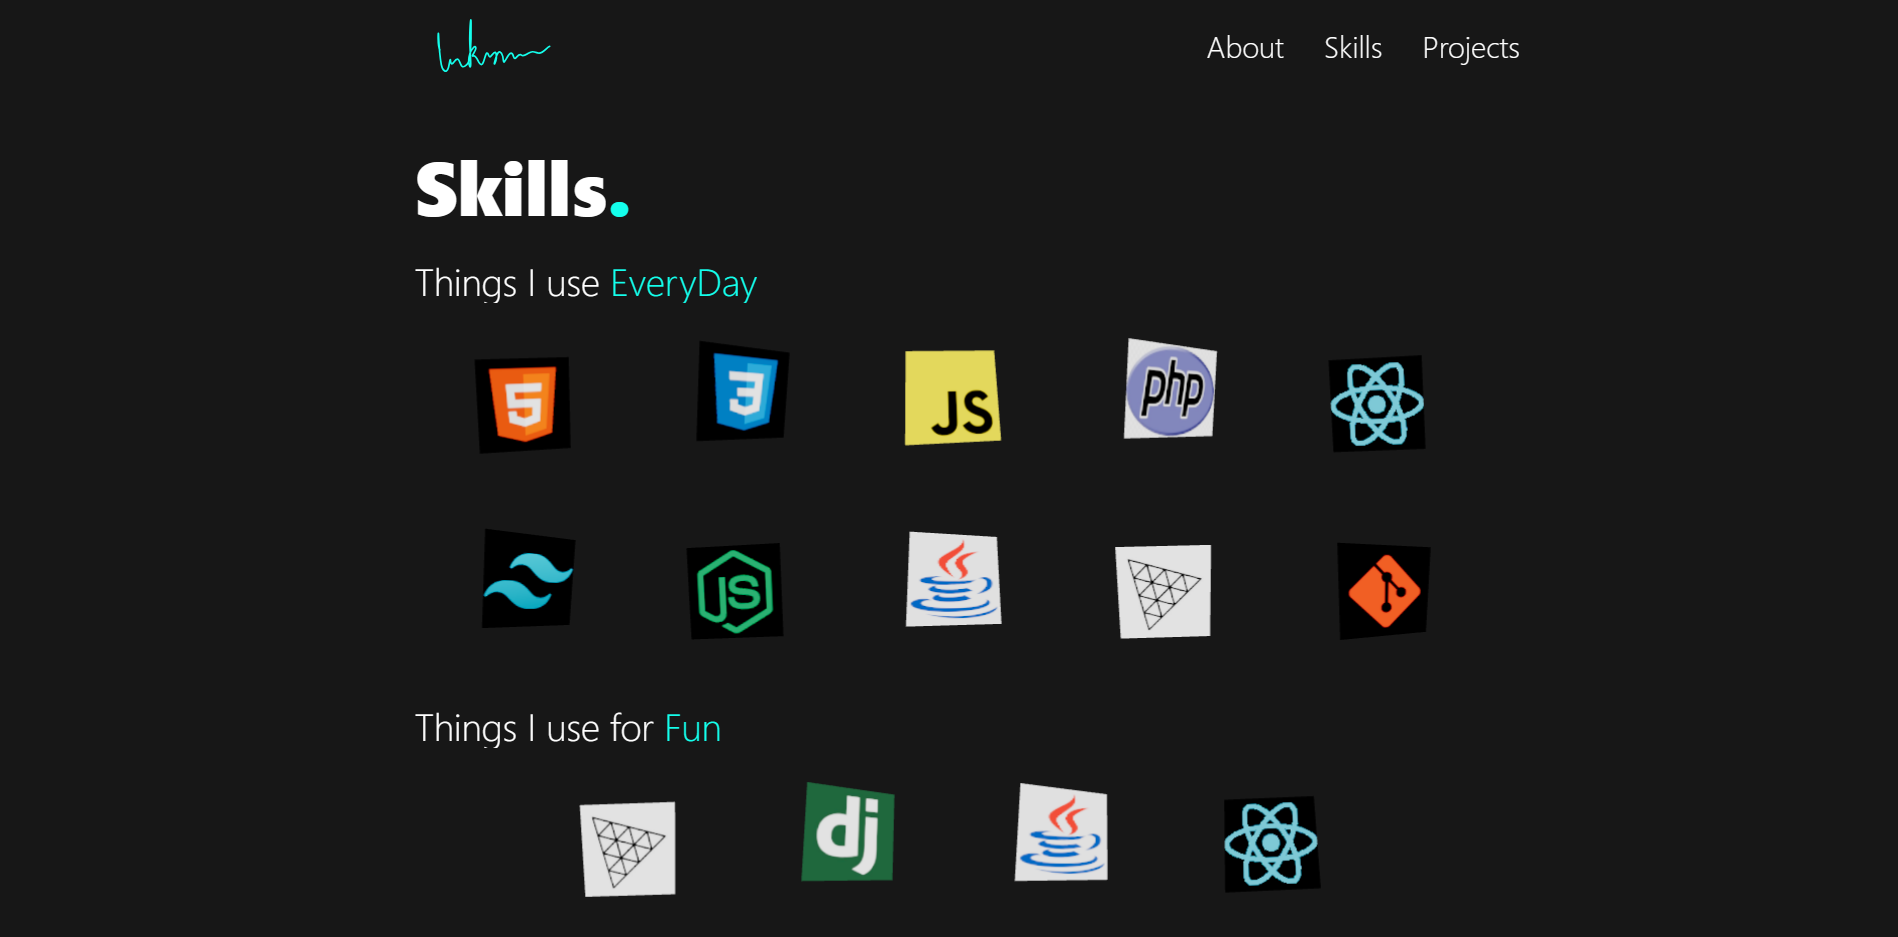 About Skills Projects
Skills.
Things I use EveryDay
5 3 JS php
JS
Things I use for Fun
dj